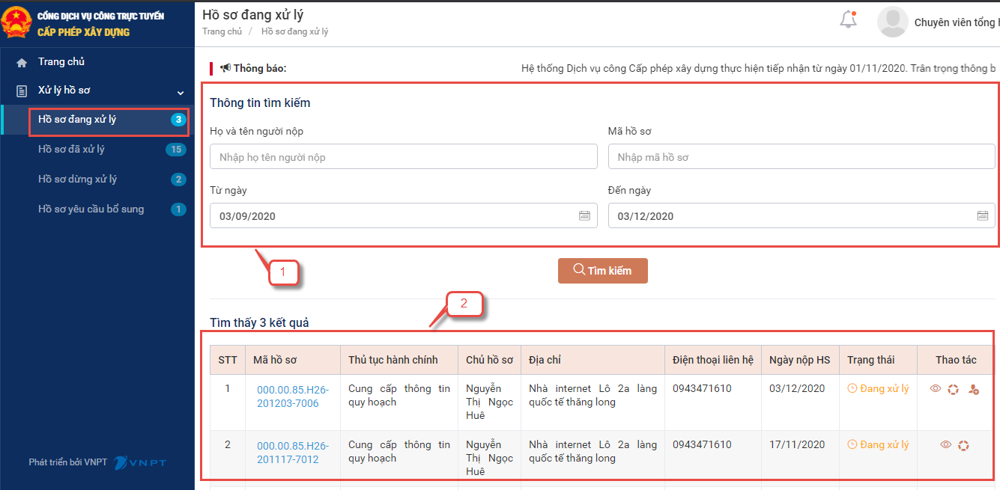 CỔNG DỊCH VỤ CÔNG TRỰC TUYẾN
CẤP PHÉP XÂY DỰNG
Hồ sơ đang xử lý
Trang chủ / Hồ sơ đang xử lý
Chuyên viên tổng h
Trang chủ
Xử lý hồ sơ
Hồ sơ đang xử lý 3
Hồ sơ đã xử lý 15
Hồ sơ dừng xử lý 2
Hồ sơ yêu cầu bổ sung 1
Phát triển bởi VNPT VNPT
Thông báo: Hệ thống Dịch vụ công Cấp phép xây dựng thực hiện tiếp nhận từ ngày 01/11/2020. Trân trọng thông b
Thông tin tìm kiếm
Họ và tên người nộp Mã hồ sơ
Nhập họ tên người nộp Nhập mã hồ sơ
Từ ngày Đến ngày
03/09/2020 03/12/2020
1
Tìm kiếm
2
Tìm thấy 3 kết quả
STT Mã hồ sơ Thủ tục hành chính Chủ hồ sơ Địa chỉ Điện thoại liên hệ Ngày nộp HS Trạng thái Thao tác
1 000.00.85.H26- Cung cấp thông tin Nguyễn Nhà internet Lô 2a làng 0943471610 03/12/2020 Đang xử lý
201203-7006 quy hoạch Thị Ngọc quốc tế thăng long
Huê
2 000.00.85.H26- Cung cấp thông tin Nguyễn Nhà internet Lô 2a làng 0943471610 17/11/2020 Đang xử lý
201117-7012 quy hoạch Thị Ngọc quốc tế thăng long
Huê